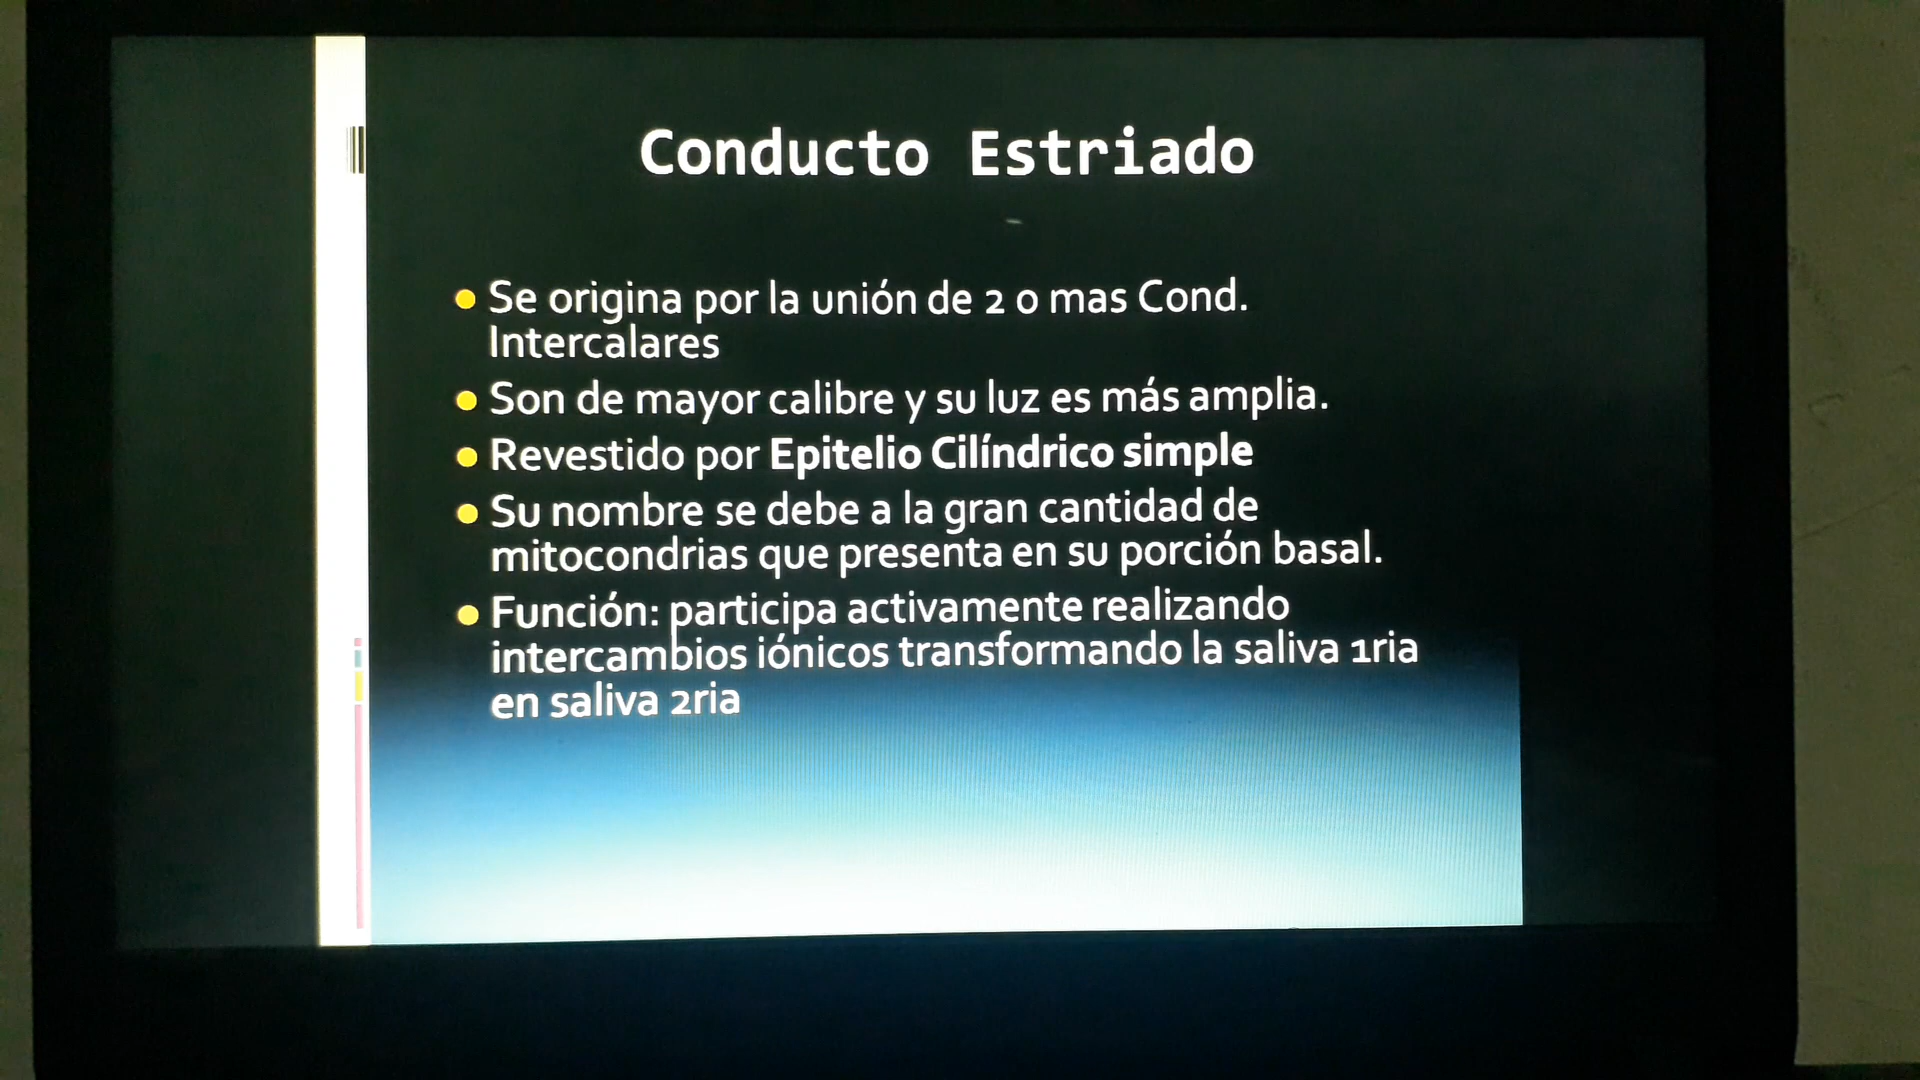 Conducto Estriado
Se origina por la unión de 2 o mas Cond.
Intercalares
Son de mayor calibre y su luz es más amplia.
Revestido por Epitelio Cilíndrico simple
Su nombre se debe a la gran cantidad de
mitocondrias que presenta en su porción basal.
Función: participa activamente realizando
intercambios iónicos transformando la saliva 1ria
en saliva 2ria